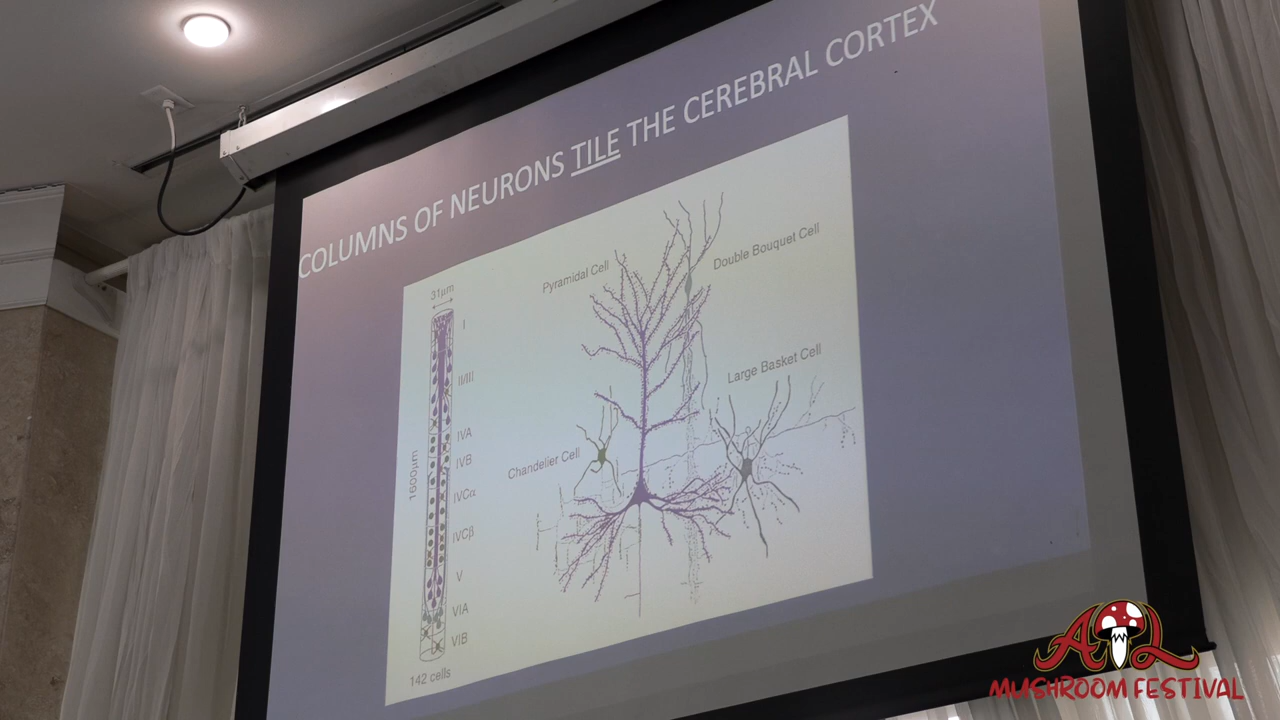 COLUMNS OF NEURONS TILE THE CEREBRAL CORTEX
31µm
I
II/III
IVA
IVB
IVCα
IVCβ
V
VIA
VIB
1600µm
142 cells
Pyramidal Cell
Double Bouquet Cell
Large Basket Cell
Chandelier Cell
ATL
MUSHROOM FESTIVAL